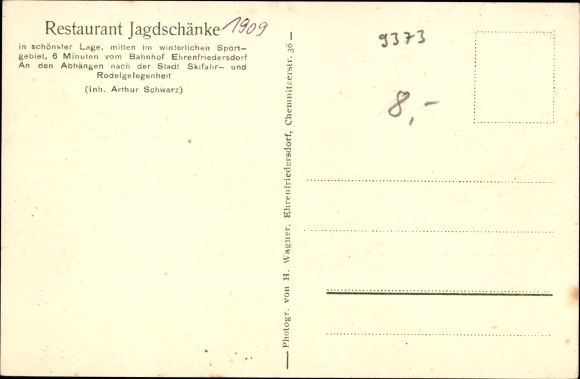 Restaurant Jagdschänke 1909
in schönster Lage, mitten im winterlichen Sport-
gebiet, 6 Minuten vom Bahnhof Ehrenfriedersdorf
An den Abhängen nach der Stadt Skifahr- und
Rodelgelegenheit
(Inh. Arthur Schwarz)
Photogr. von H. Wagner, Ehrenfriedersdorf, Chemnitzerstr. 36
9373
8,-